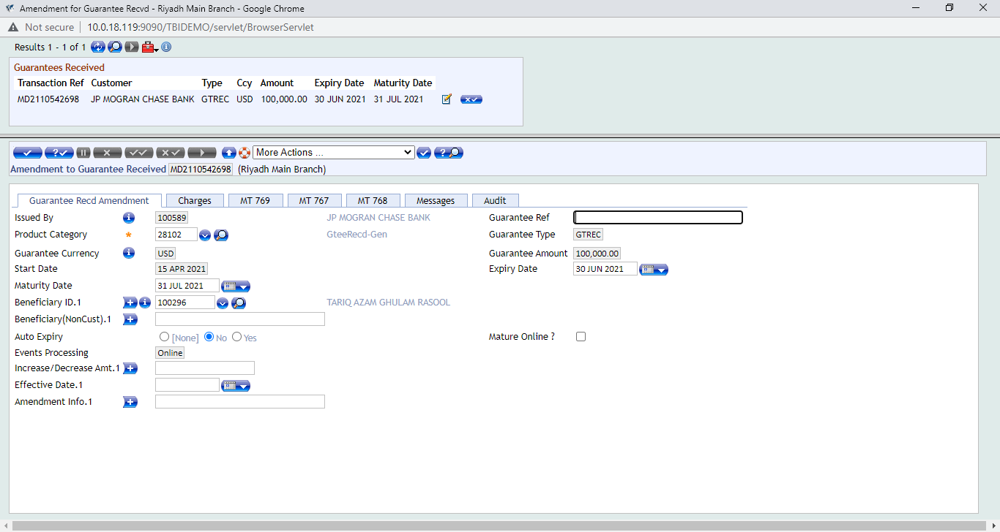 Amendment for Guarantee Recvd - Riyadh Main Branch - Google Chrome
Not secure 10.0.18.119:9090/TBIDEMO/servlet/BrowserServlet
Results 1 - 1 of 1
Guarantees Received
Transaction Ref Customer Type Ccy Amount Expiry Date Maturity Date
MD2110542698 JP MOGRAN CHASE BANK GTREC USD 100,000.00 30 JUN 2021 31 JUL 2021
More Actions ...
Amendment to Guarantee Received MD2110542698 (Riyadh Main Branch)
Guarantee Recd Amendment Charges MT 769 MT 767 MT 768 Messages Audit
Issued By 100589 JP MOGRAN CHASE BANK Guarantee Ref
Product Category * 28102 GteeRecd-Gen Guarantee Type GTREC
Guarantee Currency USD Guarantee Amount 100,000.00
Start Date 15 APR 2021 Expiry Date 30 JUN 2021
Maturity Date 31 JUL 2021
Beneficiary ID.1 100296 TARIQ AZAM GHULAM RASOOL
Beneficiary(NonCust).1
Auto Expiry [None] No Yes Mature Online ?
Events Processing Online
Increase/Decrease Amt.1
Effective Date.1
Amendment Info.1